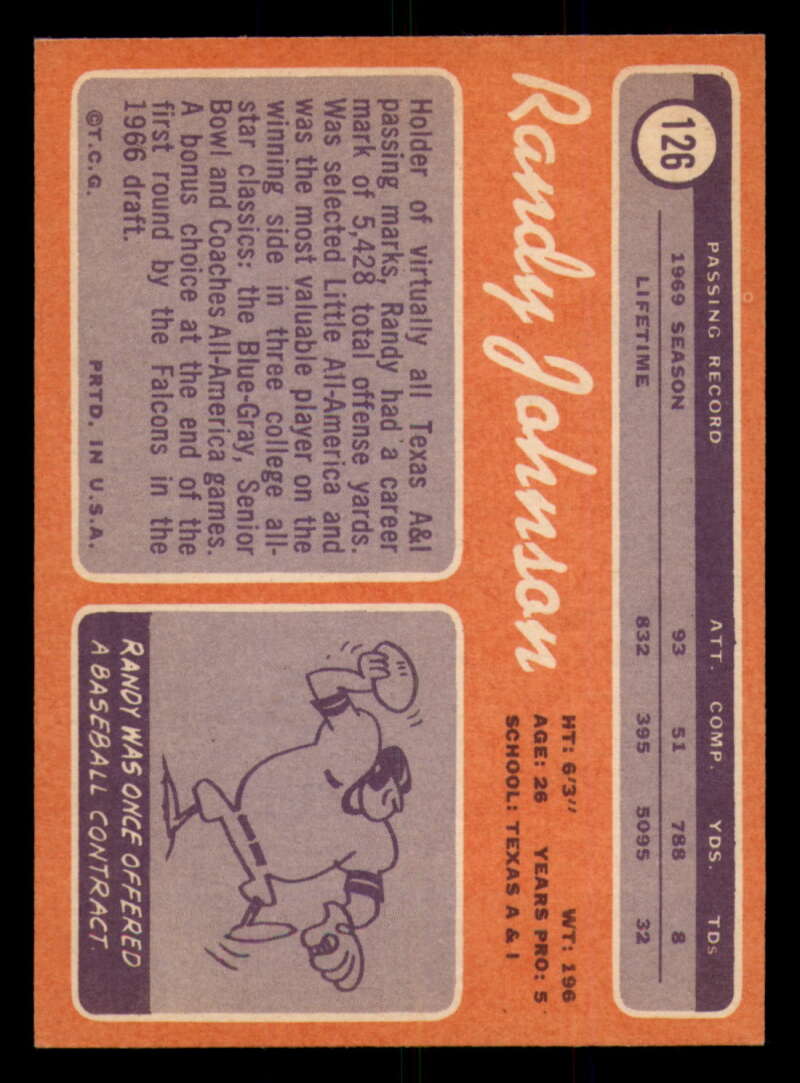 126
PASSING RECORD ATT. COMP. YDS. TDs
1969 SEASON 93 51 788 8
LIFETIME 832 395 5095 32
Randy Johnson
HT: 6'3" WT: 196
AGE: 26 YEARS PRO: 5
SCHOOL: TEXAS A & I
Holder of virtually all Texas A&I
passing marks, Randy had a career
mark of 5,428 total offense yards.
Was selected Little All-America and
was the most valuable player on the
winning side in three college all-
star classics: the Blue-Gray, Senior
Bowl and Coaches All-America games.
A bonus choice at the end of the
first round by the Falcons in the
1966 draft.
©T.C.G. PRTD. IN U.S.A.
RANDY WAS ONCE OFFERED
A BASEBALL CONTRACT.